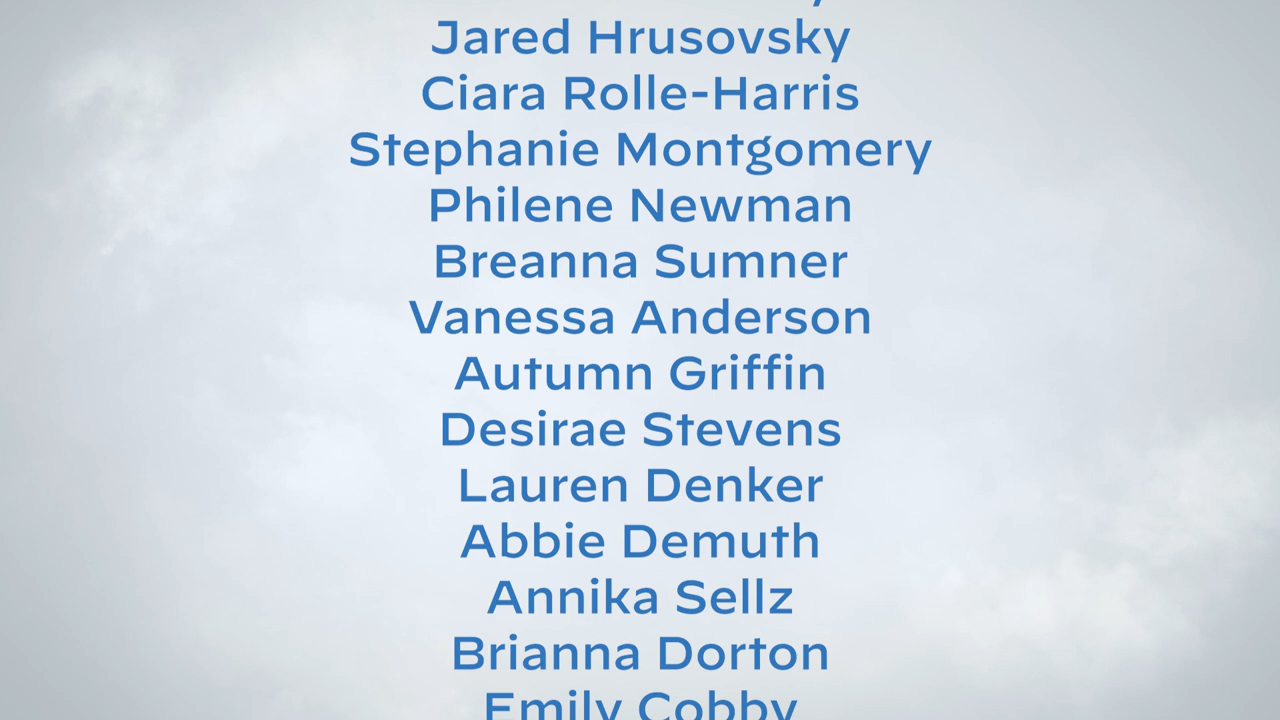 Jared Hrusovsky
Ciara Rolle-Harris
Stephanie Montgomery
Philene Newman
Breanna Sumner
Vanessa Anderson
Autumn Griffin
Desirae Stevens
Lauren Denker
Abbie Demuth
Annika Sellz
Brianna Dorton
Emily Cobby